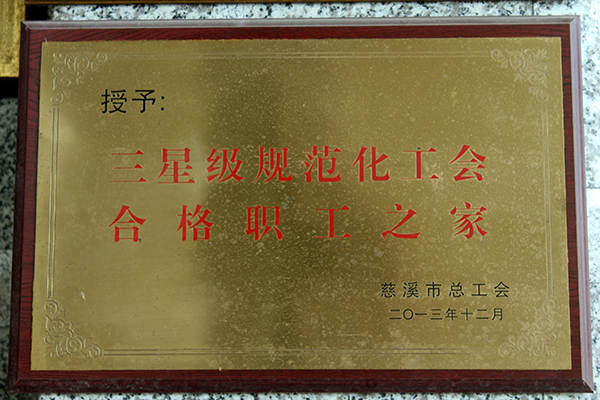 授予:
三星级规范化工会
合格职工之家
慈溪市总工会
二〇一三年十二月